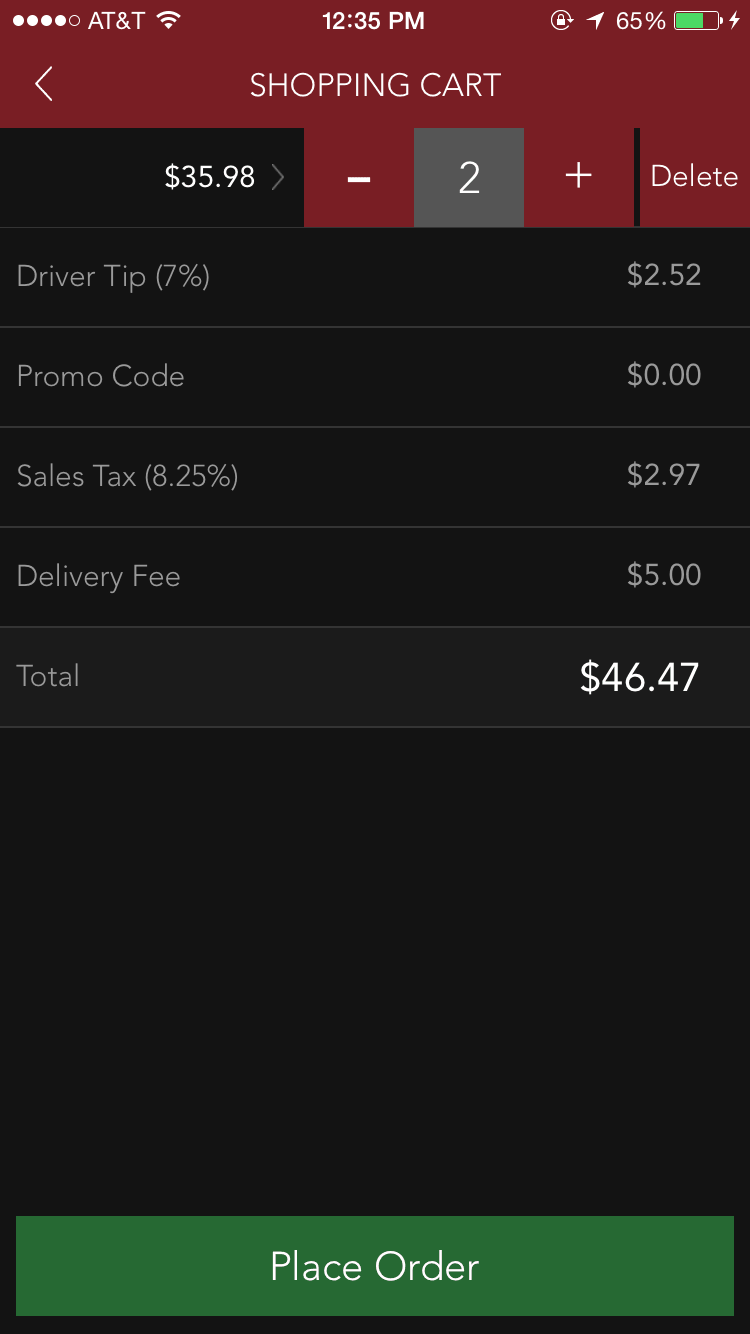 AT&T 12:35 PM 65%
SHOPPING CART
$35.98 - 2 + Delete
Driver Tip (7%) $2.52
Promo Code $0.00
Sales Tax (8.25%) $2.97
Delivery Fee $5.00
Total $46.47
Place Order